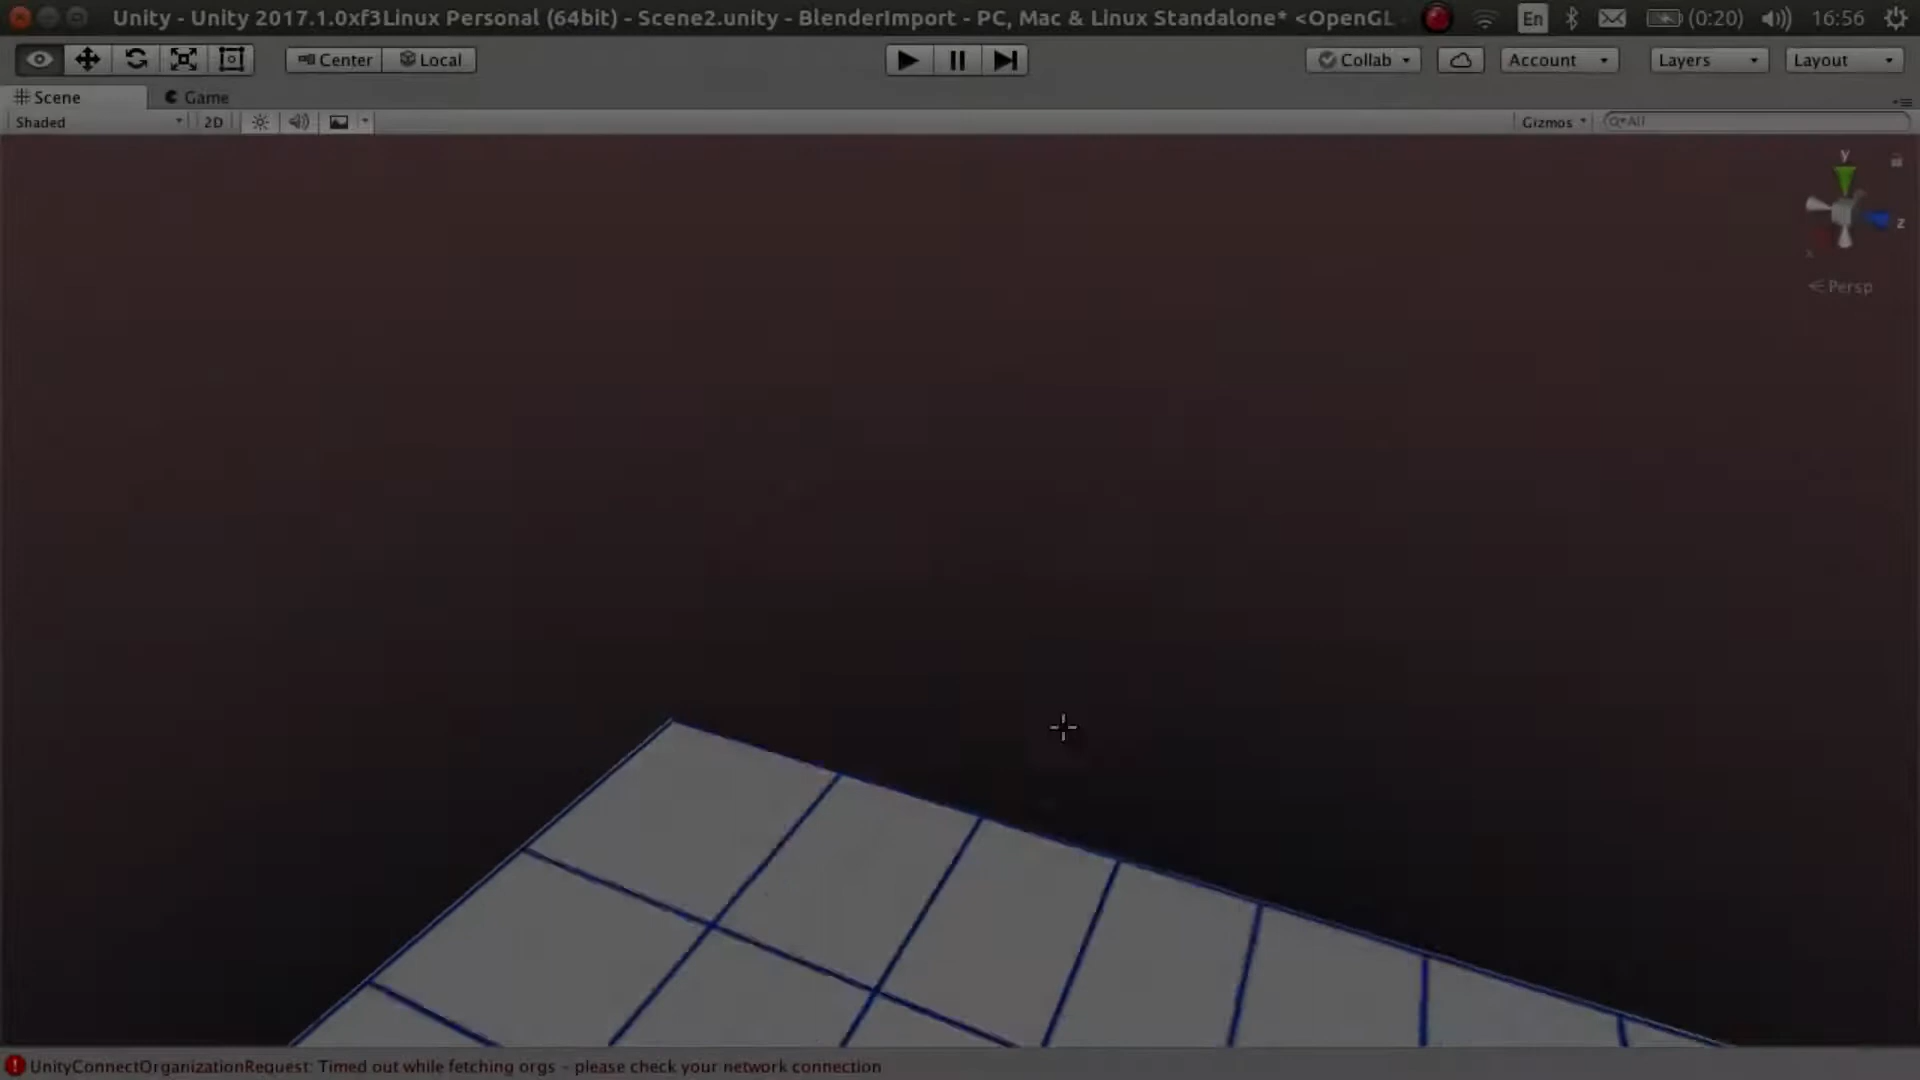 Unity - Unity 2017.1.0xf3Linux Personal (64bit) - Scene2.unity - BlenderImport - PC, Mac & Linux Standalone* <OpenGL
En
(0:20)
16:56
Center
Local
Collab
Account
Layers
Layout
Scene
Game
Shaded
2D
Gizmos
All
y
z
x
Persp
UnityConnectOrganizationRequest: Timed out while fetching orgs - please check your network connection